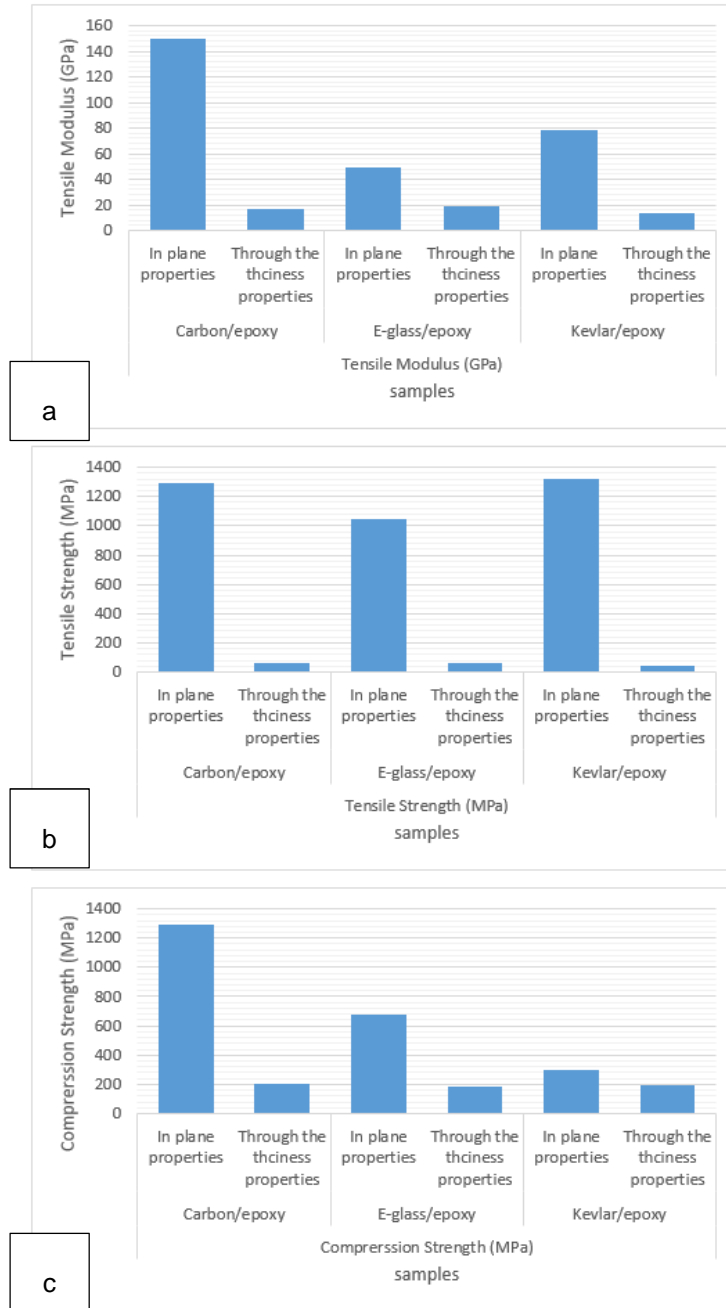 160
140
120
100
80
60
40
20
0
Tensile Modulus (GPa)
In plane properties
Through the thciness properties
In plane properties
Through the thciness properties
In plane properties
Through the thciness properties
Carbon/epoxy
E-glass/epoxy
Kevlar/epoxy
Tensile Modulus (GPa)
samples
a
1400
1200
1000
800
600
400
200
0
Tensile Strength (MPa)
In plane properties
Through the thciness properties
In plane properties
Through the thciness properties
In plane properties
Through the thciness properties
Carbon/epoxy
E-glass/epoxy
Kevlar/epoxy
Tensile Strength (MPa)
samples
b
1400
1200
1000
800
600
400
200
0
Comprerssion Strength (MPa)
In plane properties
Through the thciness properties
In plane properties
Through the thciness properties
In plane properties
Through the thciness properties
Carbon/epoxy
E-glass/epoxy
Kevlar/epoxy
Comprerssion Strength (MPa)
samples
c